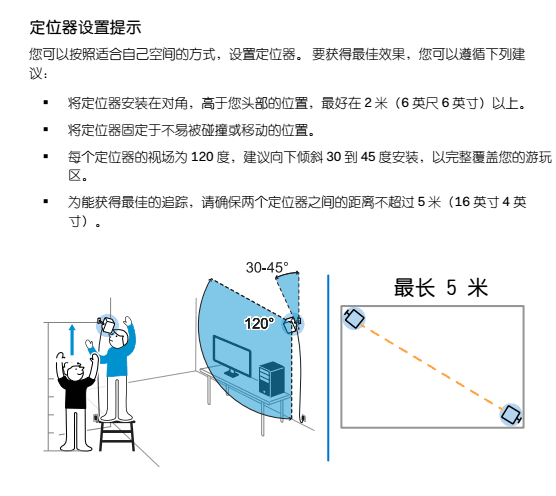 定位器设置提示
您可以按照适合自己空间的方式，设置定位器。 要获得最佳效果，您可以遵循下列建
议：
▪ 将定位器安装在对角，高于您头部的位置，最好在 2 米（6 英尺 6 英寸）以上。
▪ 将定位器固定于不易被碰撞或移动的位置。
▪ 每个定位器的视场为 120 度，建议向下倾斜 30 到 45 度安装，以完整覆盖您的游玩
区。
▪ 为能获得最佳的追踪，请确保两个定位器之间的距离不超过 5 米（16 英寸 4 英
寸）。
30-45°
120°
最长 5 米